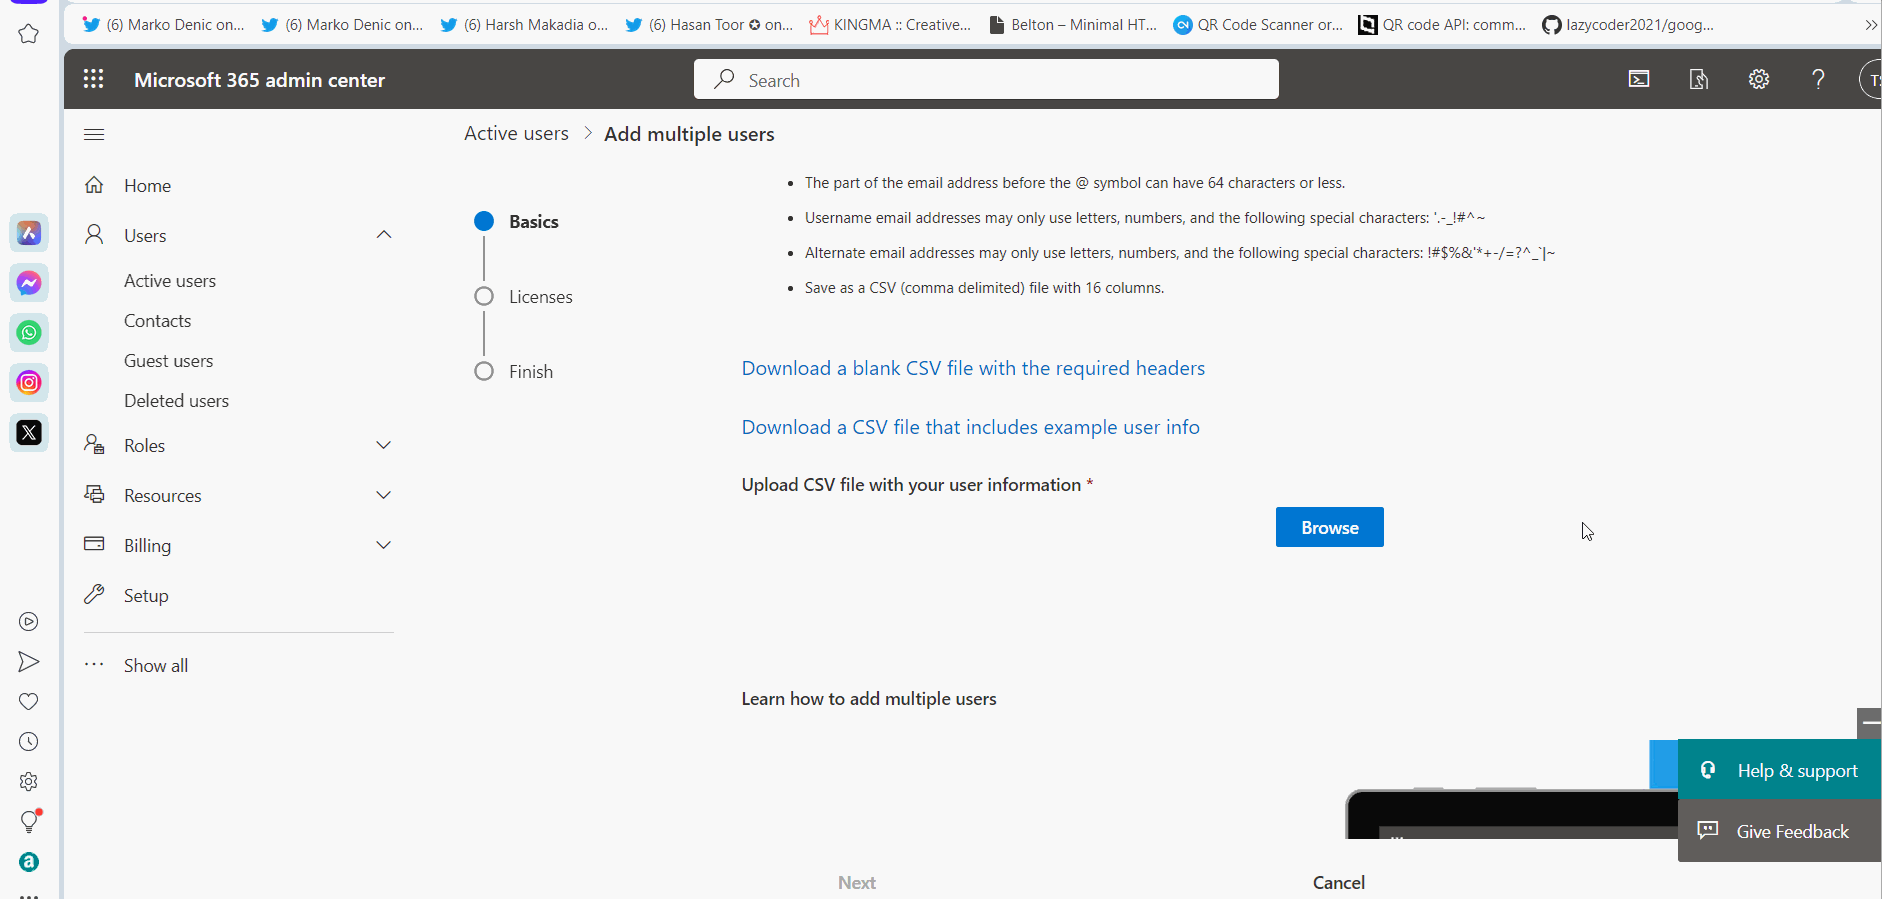 (6) Marko Denic on... (6) Marko Denic on... (6) Harsh Makadia o... (6) Hasan Toor ✪ on... KINGMA :: Creative... Belton – Minimal HT... QR Code Scanner or... QR code API: comm... lazycoder2021/goog...
Microsoft 365 admin center
Search
Active users > Add multiple users
Home
Users
Active users
Contacts
Guest users
Deleted users
Roles
Resources
Billing
Setup
Show all
Basics
Licenses
Finish
• The part of the email address before the @ symbol can have 64 characters or less.
• Username email addresses may only use letters, numbers, and the following special characters: '.-_!#^~
• Alternate email addresses may only use letters, numbers, and the following special characters: !#$%&'*+-/=?^_`|~
• Save as a CSV (comma delimited) file with 16 columns.
Download a blank CSV file with the required headers
Download a CSV file that includes example user info
Upload CSV file with your user information *
Browse
Learn how to add multiple users
Help & support
Give Feedback
Next
Cancel